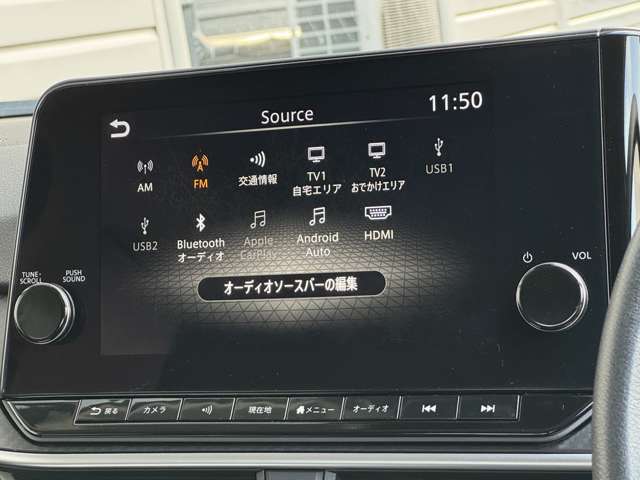 Source
11:50
AM
FM
交通情報
TV1
自宅エリア
TV2
おでかけエリア
USB1
USB2
Bluetooth
オーディオ
Apple
CarPlay
Android
Auto
HDMI
オーディオソースバーの編集
TUNE・
SCROLL
PUSH
SOUND
VOL
戻る
カメラ
現在地
メニュー
オーディオ